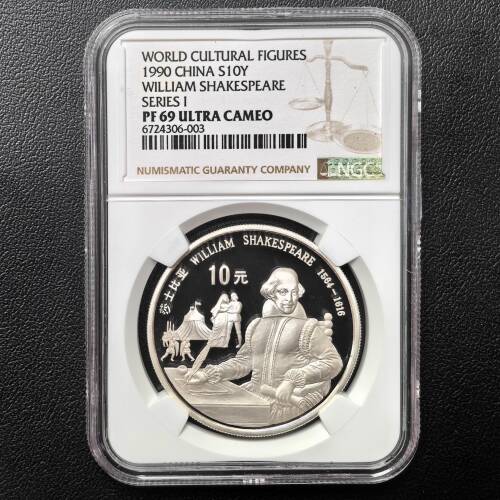 WORLD CULTURAL FIGURES
1990 CHINA S10Y
WILLIAM SHAKESPEARE
SERIES I
PF 69 ULTRA CAMEO
6724306-003
NUMISMATIC GUARANTY COMPANY
NGC
莎士比亚 WILLIAM SHAKESPEARE 1564-1616
10元